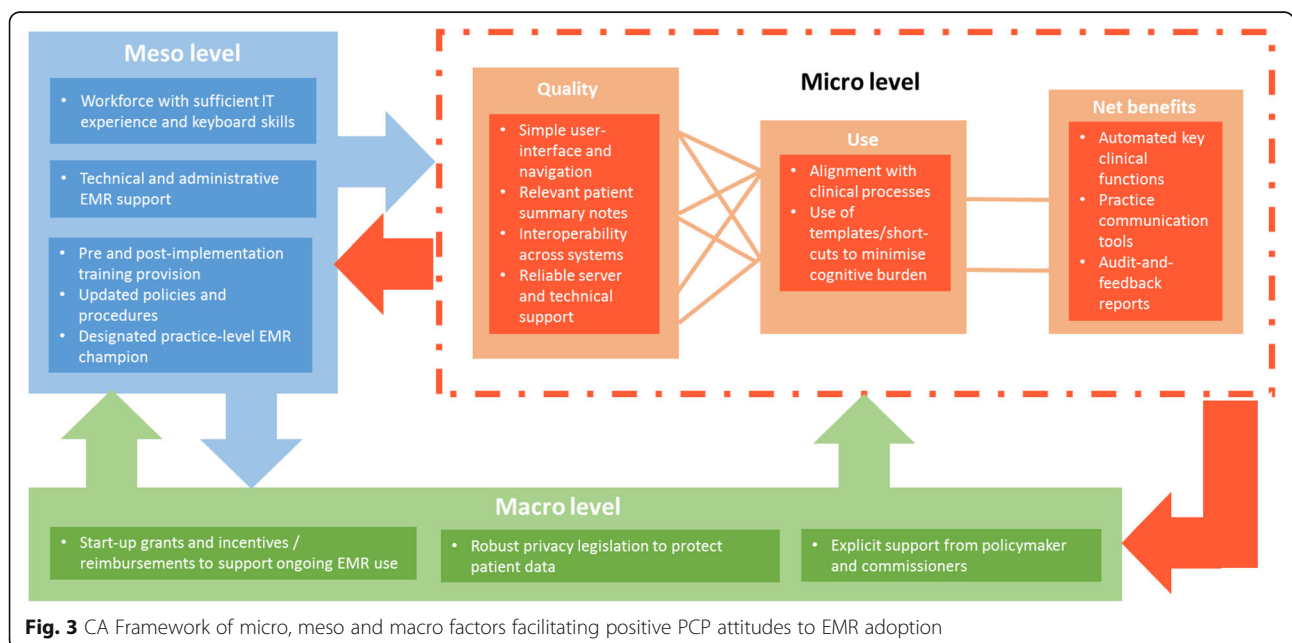 Meso level
• Workforce with sufficient IT
experience and keyboard skills
• Technical and administrative
EMR support
• Pre and post-implementation
training provision
• Updated policies and
procedures
• Designated practice-level EMR
champion
Micro level
Quality
• Simple user-
interface and
navigation
• Relevant patient
summary notes
• Interoperability
across systems
• Reliable server
and technical
support
Use
• Alignment with
clinical processes
• Use of
templates/short-
cuts to minimise
cognitive burden
Net benefits
• Automated key
clinical
functions
• Practice
communication
tools
• Audit-and-
feedback
reports
Macro level
• Start-up grants and incentives /
reimbursements to support ongoing EMR use
• Robust privacy legislation to protect
patient data
• Explicit support from policymaker
and commissioners
Fig. 3 CA Framework of micro, meso and macro factors facilitating positive PCP attitudes to EMR adoption